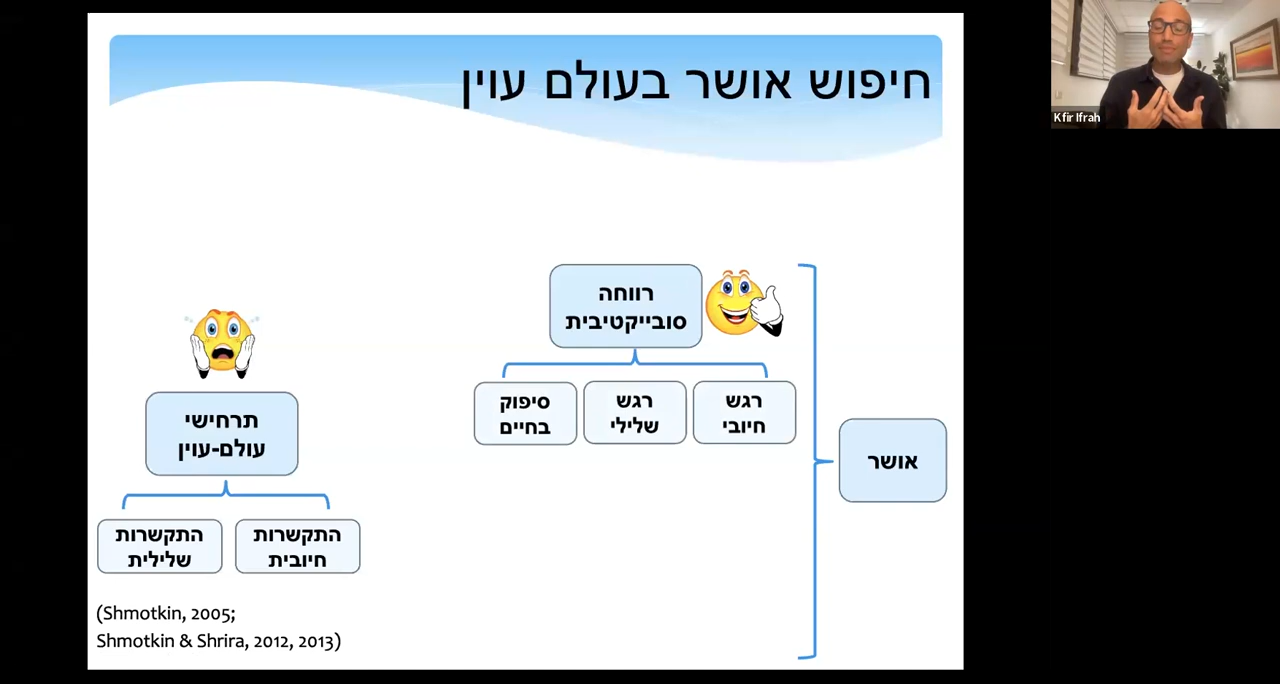 חיפוש אושר בעולם עוין
Kfir Ifrah
רווחה
סובייקטיבית
רגש
חיובי
רגש
שלילי
סיפוק
בחיים
אושר
תרחישי
עולם-עוין
התקשרות
חיובית
התקשרות
שלילית
(Shmotkin, 2005;
Shmotkin & Shrira, 2012, 2013)